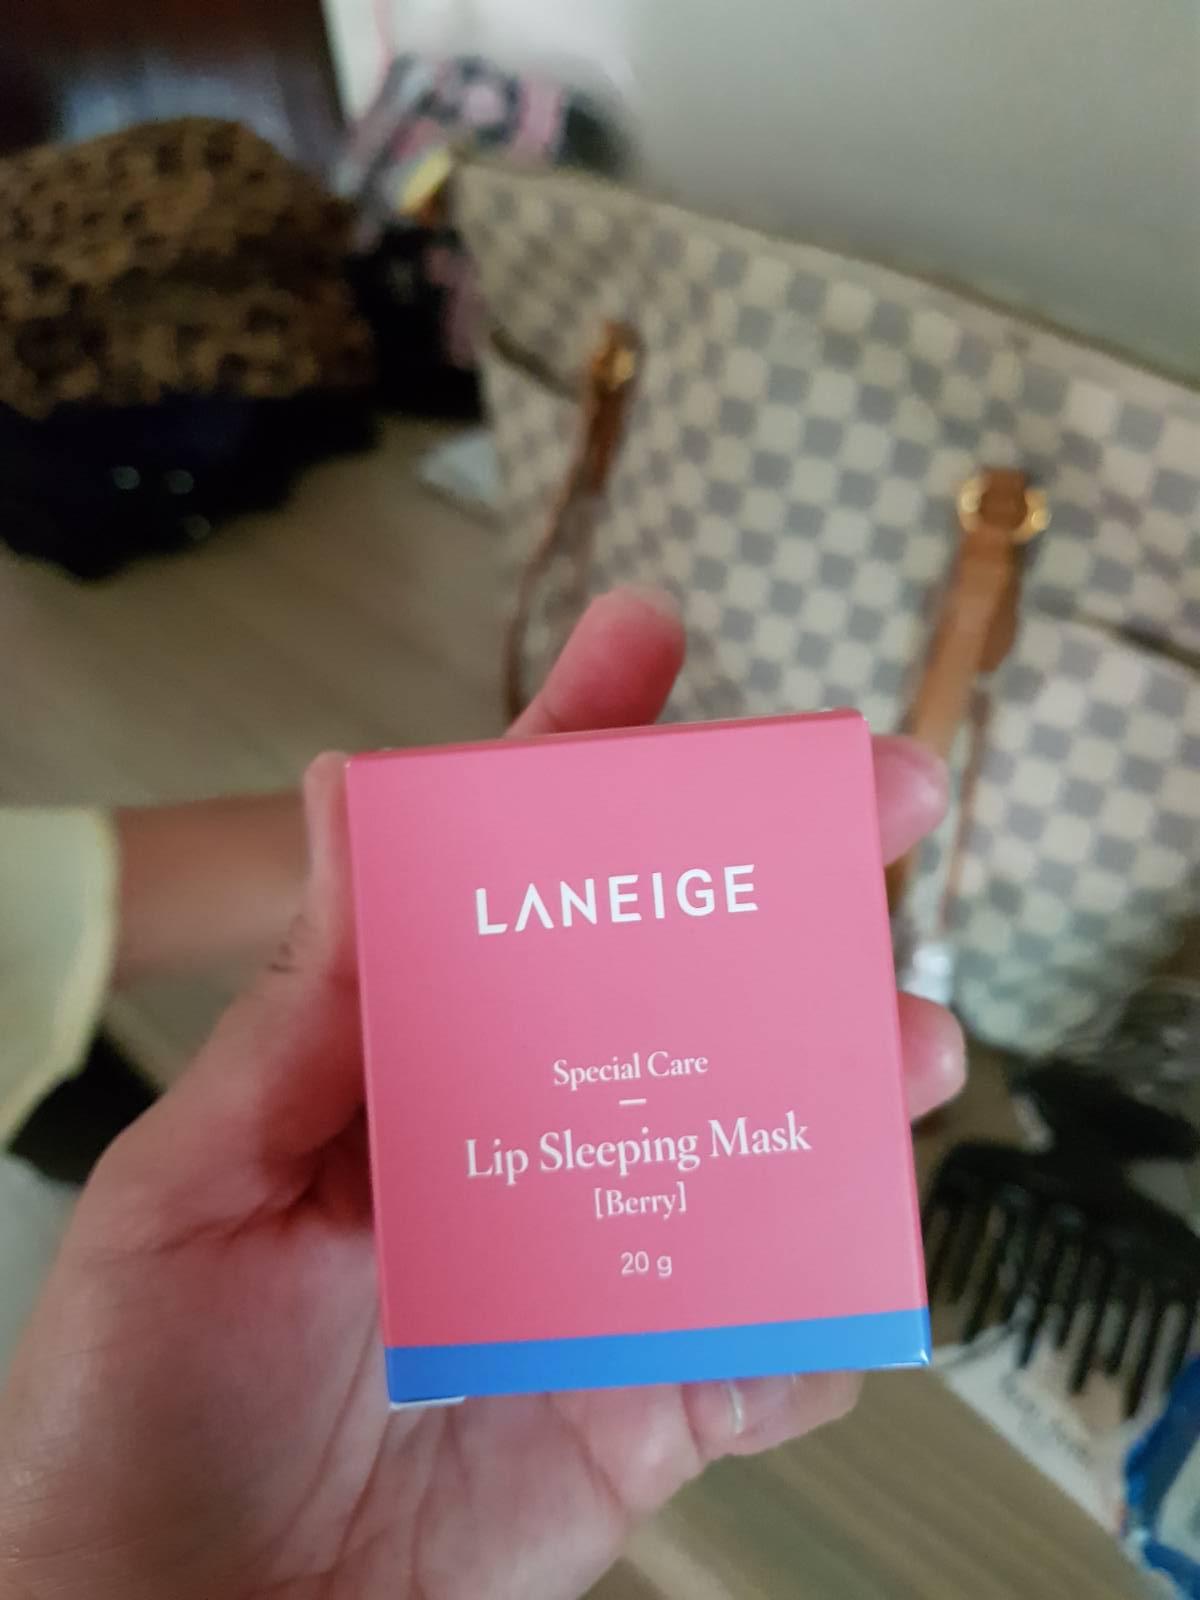 LANEIGE
Special Care
Lip Sleeping Mask
[Berry]
20 g